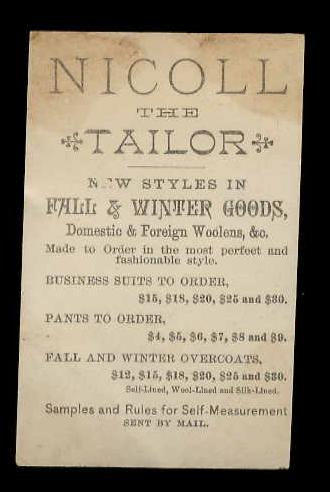 NICOLL
THE
TAILOR
NEW STYLES IN
FALL & WINTER GOODS,
Domestic & Foreign Woolens, &c.
Made to Order in the most perfect and
fashionable style.
BUSINESS SUITS TO ORDER,
$15, $18, $20, $25 and $30.
PANTS TO ORDER,
$4, $5, $6, $7, $8 and $9.
FALL AND WINTER OVERCOATS,
$12, $15, $18, $20, $25 and $30.
Self-Lined, Wool-Lined and Silk-Lined.
Samples and Rules for Self-Measurement
SENT BY MAIL.